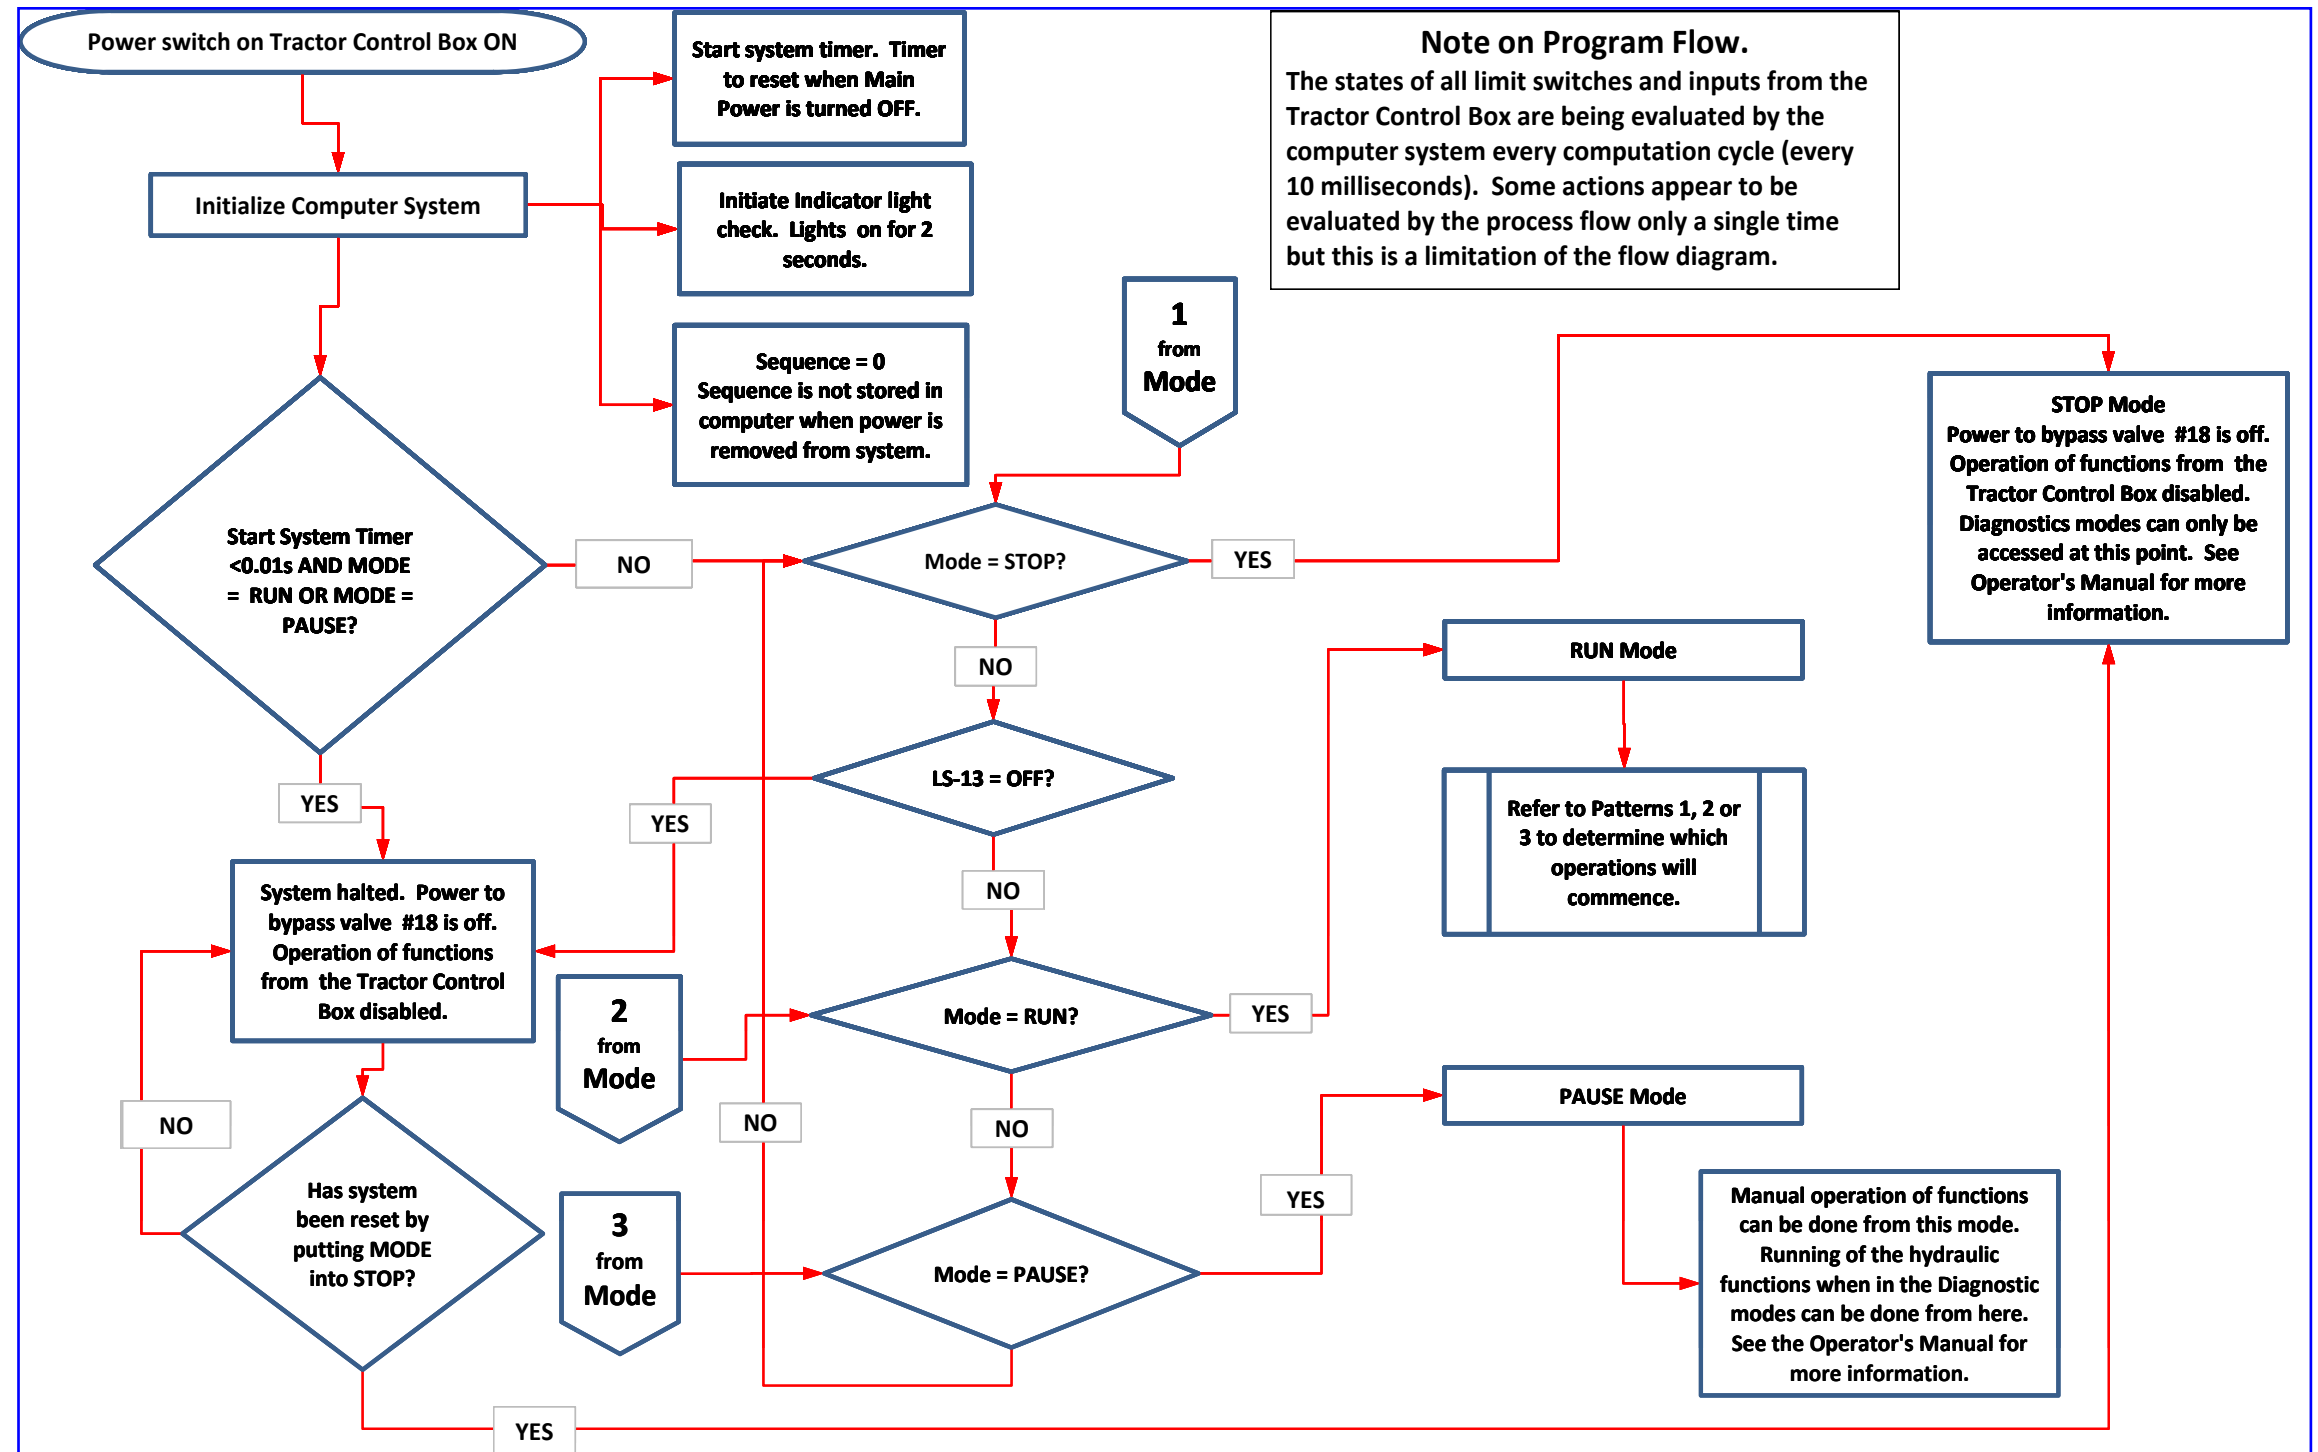 Power switch on Tractor Control Box ON
Start system timer. Timer
to reset when Main
Power is turned OFF.
Note on Program Flow.
The states of all limit switches and inputs from the
Tractor Control Box are being evaluated by the
computer system every computation cycle (every
10 milliseconds). Some actions appear to be
evaluated by the process flow only a single time
but this is a limitation of the flow diagram.
Initialize Computer System
Initiate Indicator light
check. Lights on for 2
seconds.
Sequence = 0
Sequence is not stored in
computer when power is
removed from system.
1
from
Mode
STOP Mode
Power to bypass valve #18 is off.
Operation of functions from the
Tractor Control Box disabled.
Diagnostics modes can only be
accessed at this point. See
Operator's Manual for more
information.
Start System Timer
<0.01s AND MODE
= RUN OR MODE =
PAUSE?
NO
Mode = STOP?
YES
NO
RUN Mode
YES
LS-13 = OFF?
YES
Refer to Patterns 1, 2 or
3 to determine which
operations will
commence.
NO
System halted. Power to
bypass valve #18 is off.
Operation of functions
from the Tractor Control
Box disabled.
2
from
Mode
Mode = RUN?
YES
NO
NO
NO
PAUSE Mode
Has system
been reset by
putting MODE
into STOP?
3
from
Mode
Mode = PAUSE?
YES
Manual operation of functions
can be done from this mode.
Running of the hydraulic
functions when in the Diagnostic
modes can be done from here.
See the Operator's Manual for
more information.
YES